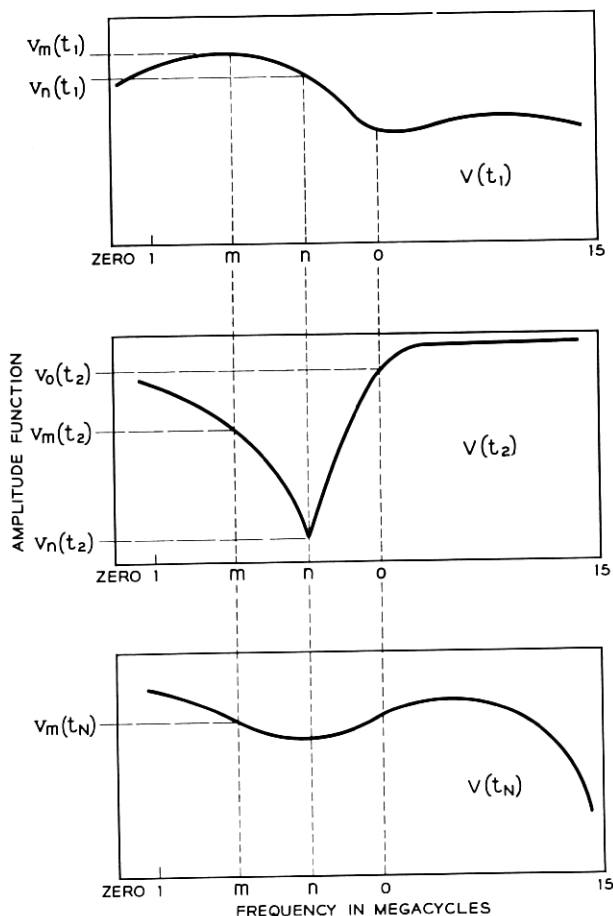 vm(t1)
vn(t1)
V(t1)
ZERO 1 m n o 15
AMPLITUDE FUNCTION
vo(t2)
vm(t2)
V(t2)
vn(t2)
ZERO 1 m n o 15
vm(tN)
V(tN)
ZERO 1 m n o 15
FREQUENCY IN MEGACYCLES